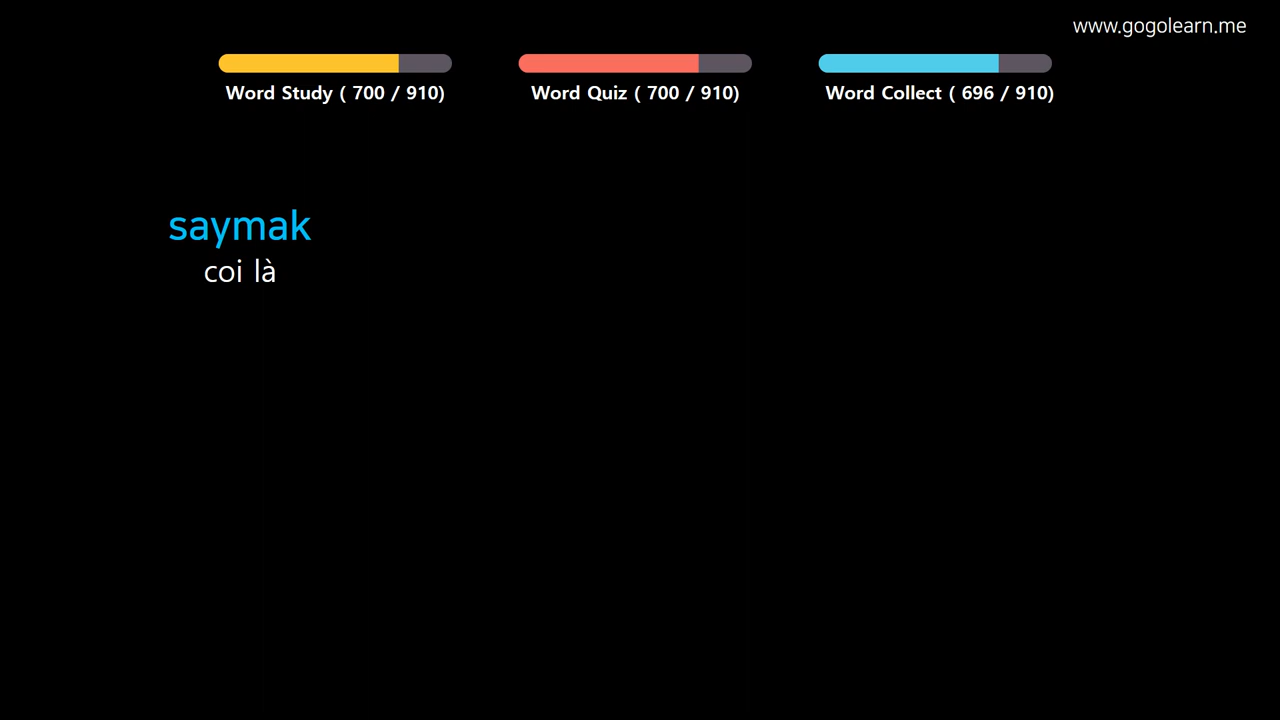 www.gogolearn.me
Word Study ( 700 / 910)
Word Quiz ( 700 / 910)
Word Collect ( 696 / 910)
saymak
coi là